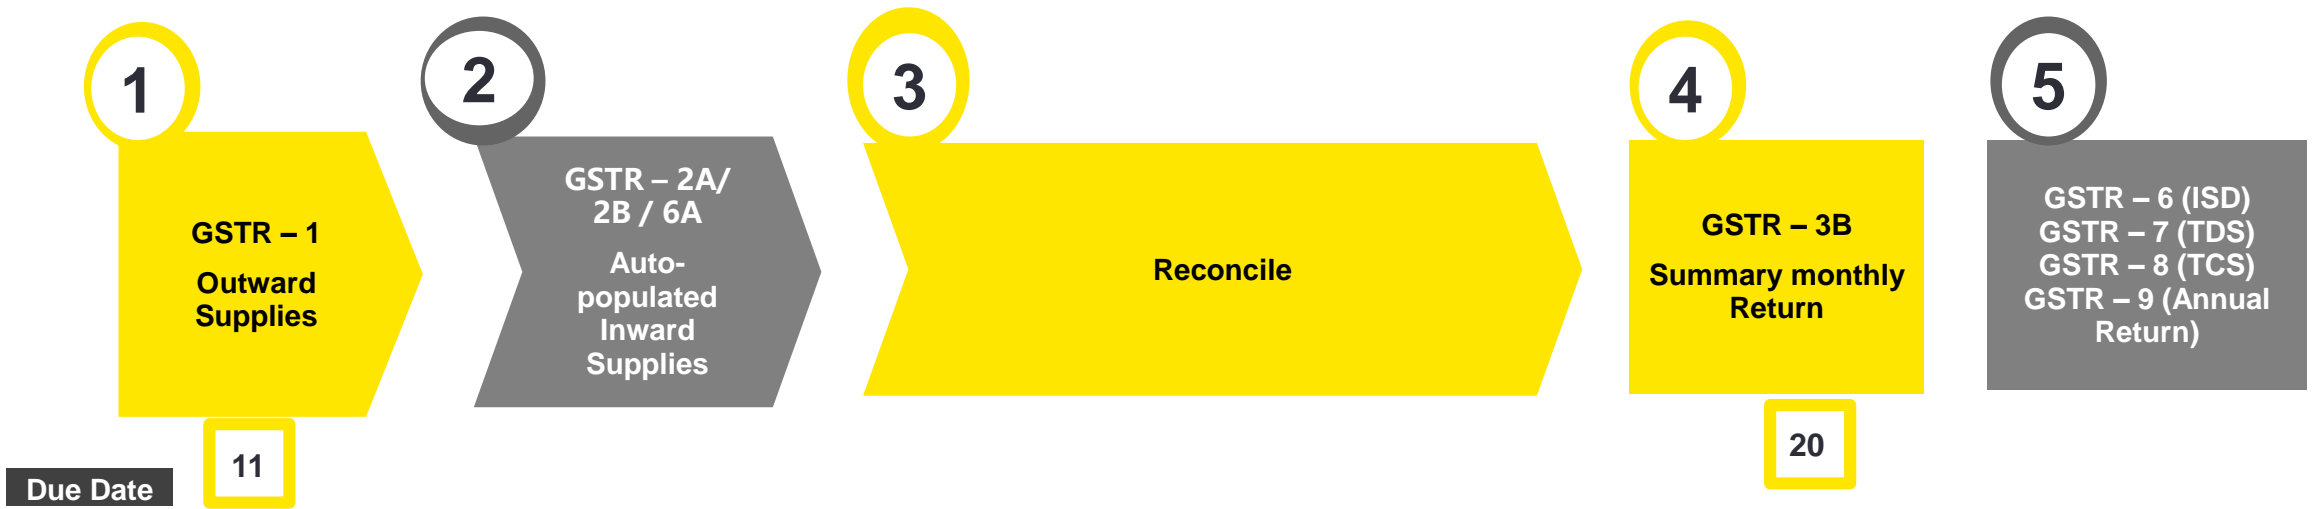 1
GSTR – 1
Outward
Supplies
11
Due Date
2
GSTR – 2A/
2B / 6A
Auto-
populated
Inward
Supplies
3
Reconcile
4
GSTR – 3B
Summary monthly
Return
20
5
GSTR – 6 (ISD)
GSTR – 7 (TDS)
GSTR – 8 (TCS)
GSTR – 9 (Annual
Return)